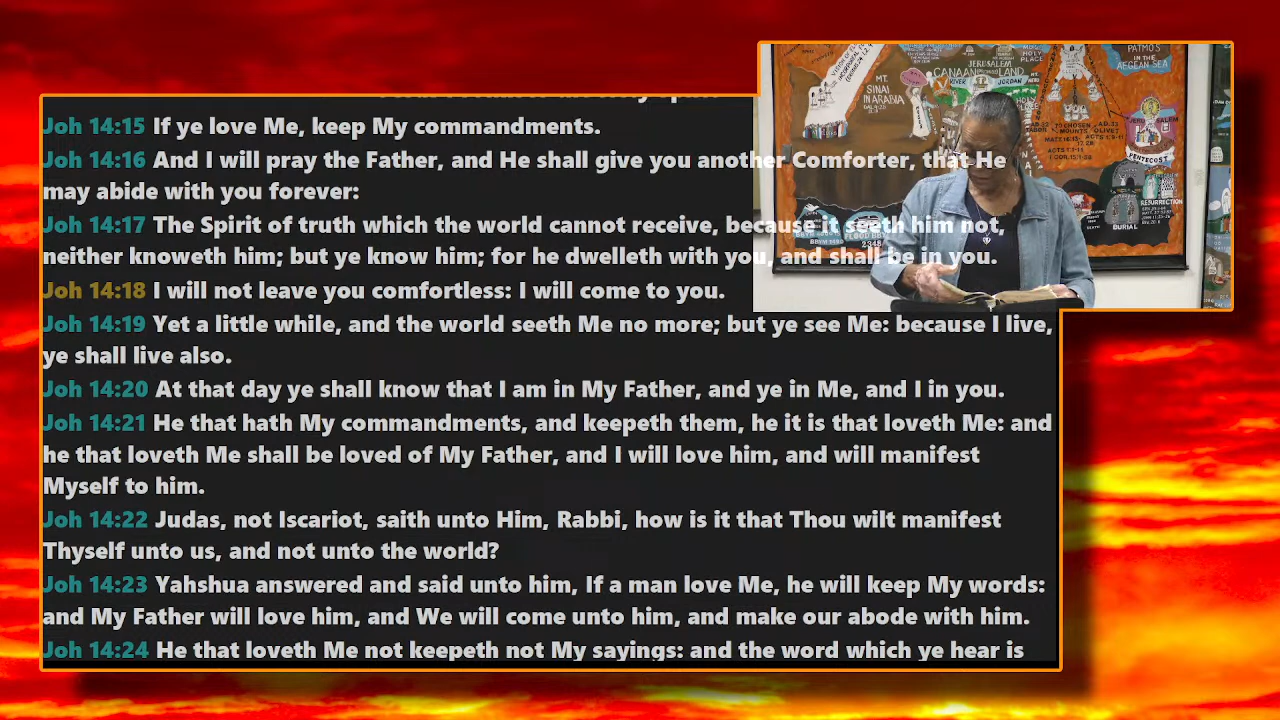 Joh 14:15 If ye love Me, keep My commandments.
Joh 14:16 And I will pray the Father, and He shall give you another Comforter, that He
may abide with you forever:
Joh 14:17 The Spirit of truth which the world cannot receive, because it seeth him not,
neither knoweth him; but ye know him; for he dwelleth with you, and shall be in you.
Joh 14:18 I will not leave you comfortless: I will come to you.
Joh 14:19 Yet a little while, and the world seeth Me no more; but ye see Me: because I live,
ye shall live also.
Joh 14:20 At that day ye shall know that I am in My Father, and ye in Me, and I in you.
Joh 14:21 He that hath My commandments, and keepeth them, he it is that loveth Me: and
he that loveth Me shall be loved of My Father, and I will love him, and will manifest
Myself to him.
Joh 14:22 Judas, not Iscariot, saith unto Him, Rabbi, how is it that Thou wilt manifest
Thyself unto us, and not unto the world?
Joh 14:23 Yahshua answered and said unto him, If a man love Me, he will keep My words:
and My Father will love him, and We will come unto him, and make our abode with him.
Joh 14:24 He that loveth Me not keepeth not My sayings: and the word which ye hear is
MT.
SINAI
IN ARABIA
JERUSALEM
CANAAN LAND
RIVER JORDAN
HOLY
PLACE
PATMOS
IN THE
AEGEAN SEA
PENTECOST
RESURRECTION
BURIAL
2348